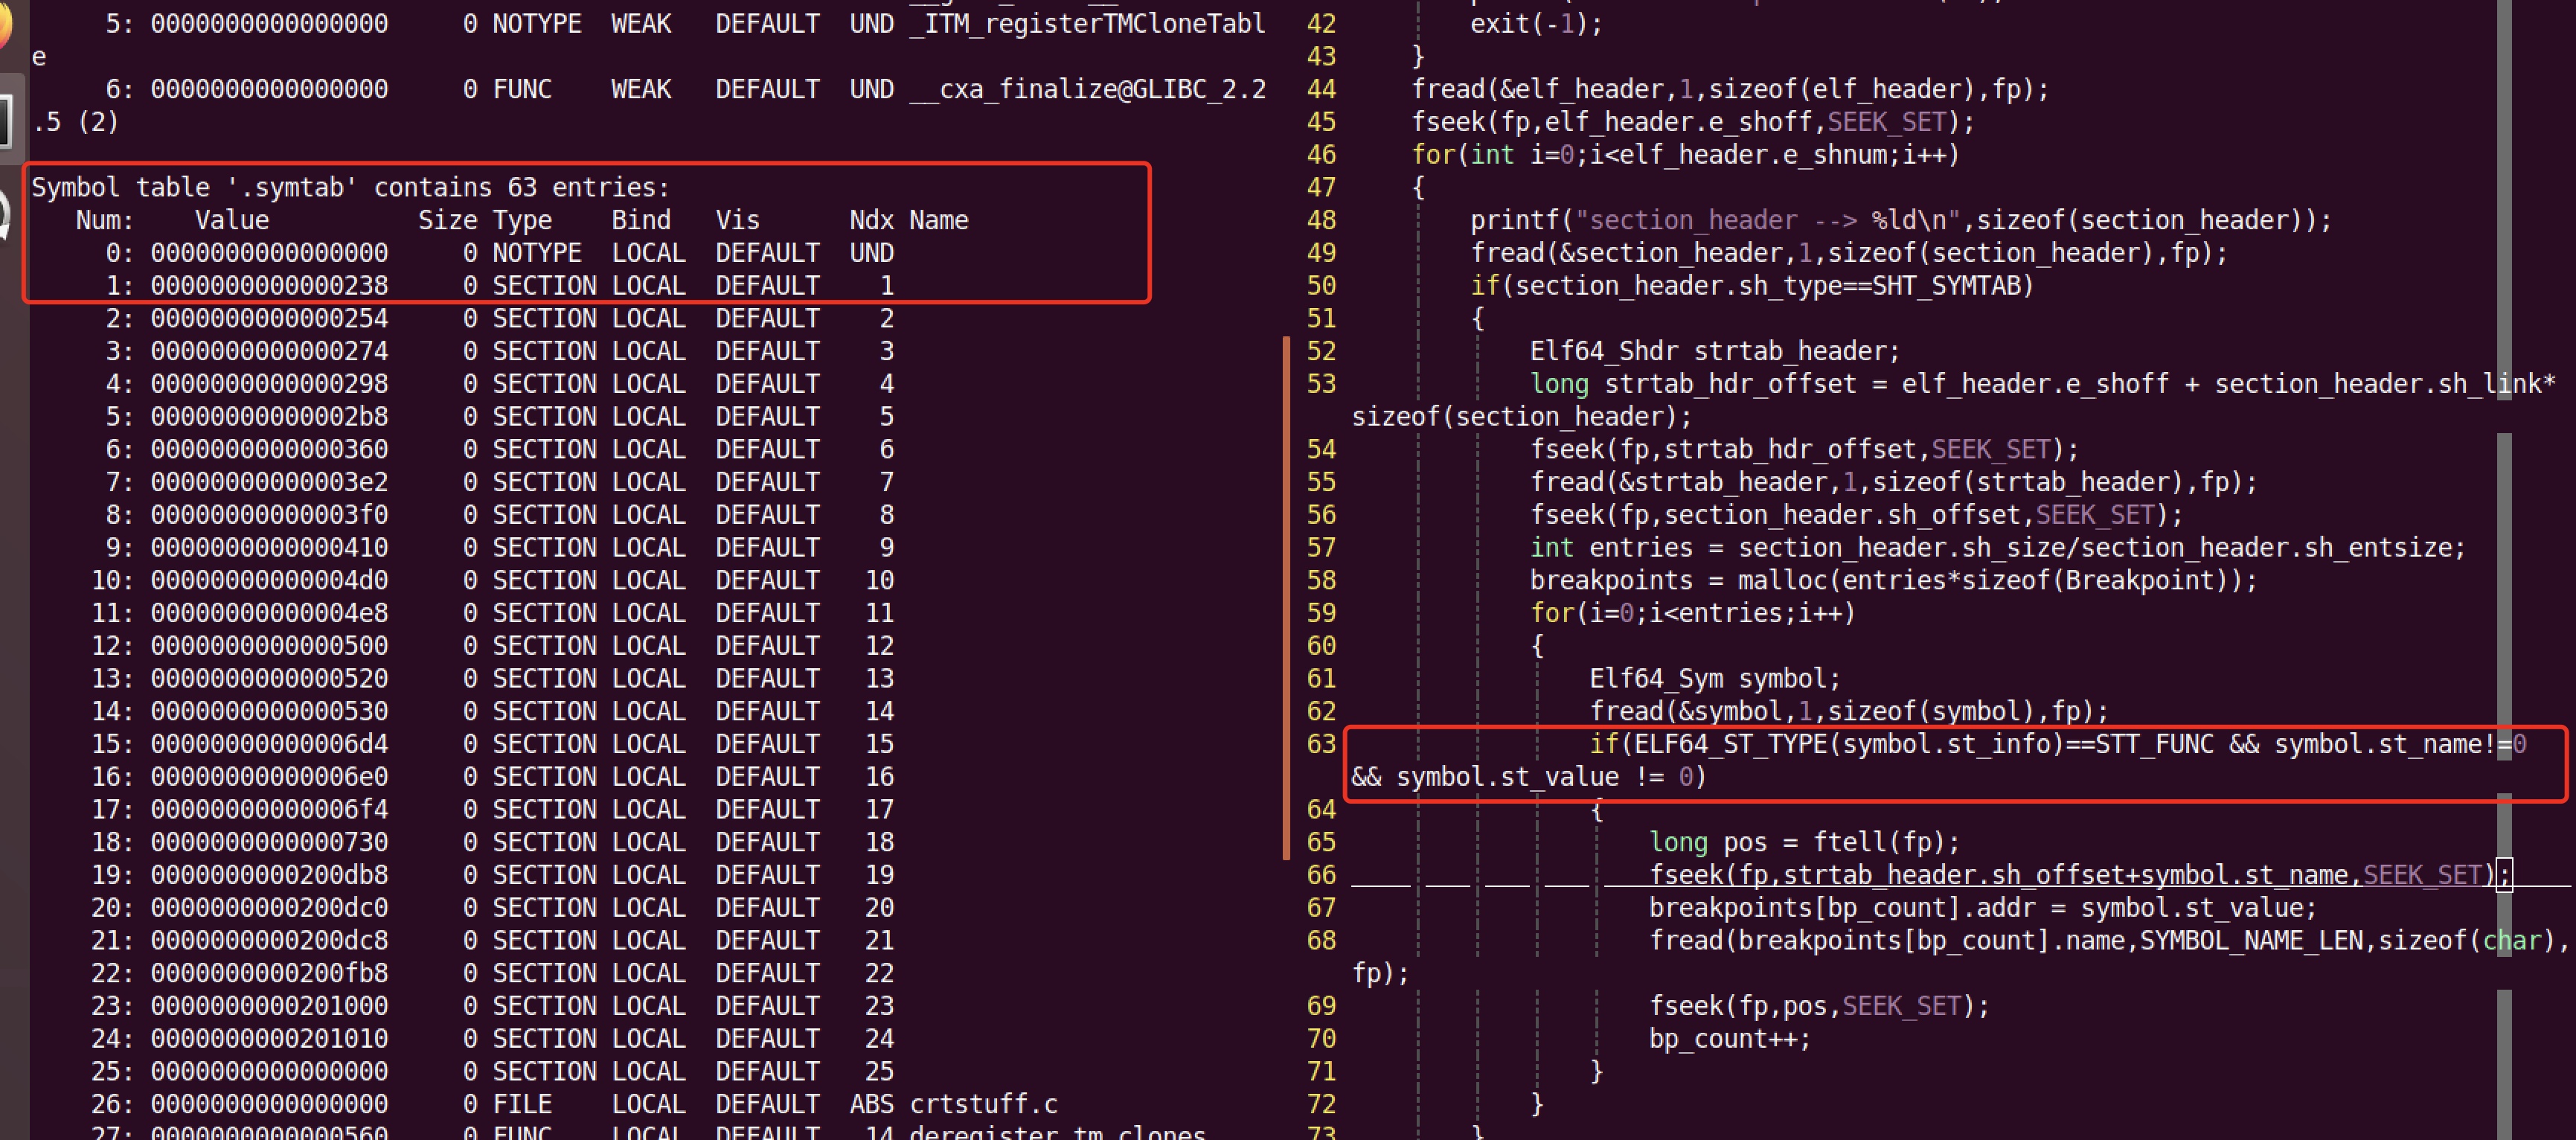 5: 0000000000000000     0 NOTYPE  WEAK   DEFAULT  UND _ITM_registerTMCloneTabl
e
6: 0000000000000000     0 FUNC    WEAK   DEFAULT  UND __cxa_finalize@GLIBC_2.2
.5 (2)
Symbol table '.symtab' contains 63 entries:
Num:    Value          Size Type    Bind   Vis      Ndx Name
0: 0000000000000000     0 NOTYPE  LOCAL  DEFAULT  UND
1: 0000000000000238     0 SECTION LOCAL  DEFAULT    1
2: 0000000000000254     0 SECTION LOCAL  DEFAULT    2
3: 0000000000000274     0 SECTION LOCAL  DEFAULT    3
4: 0000000000000298     0 SECTION LOCAL  DEFAULT    4
5: 00000000000002b8     0 SECTION LOCAL  DEFAULT    5
6: 0000000000000360     0 SECTION LOCAL  DEFAULT    6
7: 00000000000003e2     0 SECTION LOCAL  DEFAULT    7
8: 00000000000003f0     0 SECTION LOCAL  DEFAULT    8
9: 0000000000000410     0 SECTION LOCAL  DEFAULT    9
10: 00000000000004d0     0 SECTION LOCAL  DEFAULT   10
11: 00000000000004e8     0 SECTION LOCAL  DEFAULT   11
12: 0000000000000500     0 SECTION LOCAL  DEFAULT   12
13: 0000000000000520     0 SECTION LOCAL  DEFAULT   13
14: 0000000000000530     0 SECTION LOCAL  DEFAULT   14
15: 00000000000006d4     0 SECTION LOCAL  DEFAULT   15
16: 00000000000006e0     0 SECTION LOCAL  DEFAULT   16
17: 00000000000006f4     0 SECTION LOCAL  DEFAULT   17
18: 0000000000000730     0 SECTION LOCAL  DEFAULT   18
19: 0000000000200db8     0 SECTION LOCAL  DEFAULT   19
20: 0000000000200dc0     0 SECTION LOCAL  DEFAULT   20
21: 0000000000200dc8     0 SECTION LOCAL  DEFAULT   21
22: 0000000000200fb8     0 SECTION LOCAL  DEFAULT   22
23: 0000000000201000     0 SECTION LOCAL  DEFAULT   23
24: 0000000000201010     0 SECTION LOCAL  DEFAULT   24
25: 0000000000000000     0 SECTION LOCAL  DEFAULT   25
26: 0000000000000000     0 FILE    LOCAL  DEFAULT  ABS crtstuff.c
27: 0000000000000560     0 FUNC    LOCAL  DEFAULT   14 deregister_tm_clones
42 exit(-1);
43 }
44 fread(&elf_header,1,sizeof(elf_header),fp);
45 fseek(fp,elf_header.e_shoff,SEEK_SET);
46 for(int i=0;i<elf_header.e_shnum;i++)
47 {
48 printf("section_header --> %ld\n",sizeof(section_header));
49 fread(&section_header,1,sizeof(section_header),fp);
50 if(section_header.sh_type==SHT_SYMTAB)
51 {
52 Elf64_Shdr strtab_header;
53 long strtab_hdr_offset = elf_header.e_shoff + section_header.sh_link*
sizeof(section_header);
54 fseek(fp,strtab_hdr_offset,SEEK_SET);
55 fread(&strtab_header,1,sizeof(strtab_header),fp);
56 fseek(fp,section_header.sh_offset,SEEK_SET);
57 int entries = section_header.sh_size/section_header.sh_entsize;
58 breakpoints = malloc(entries*sizeof(Breakpoint));
59 for(i=0;i<entries;i++)
60 {
61 Elf64_Sym symbol;
62 fread(&symbol,1,sizeof(symbol),fp);
63 if(ELF64_ST_TYPE(symbol.st_info)==STT_FUNC && symbol.st_name!=0
&& symbol.st_value != 0)
64 {
65 long pos = ftell(fp);
66 fseek(fp,strtab_header.sh_offset+symbol.st_name,SEEK_SET);
67 breakpoints[bp_count].addr = symbol.st_value;
68 fread(breakpoints[bp_count].name,SYMBOL_NAME_LEN,sizeof(char),
fp);
69 fseek(fp,pos,SEEK_SET);
70 bp_count++;
71 }
72 }
73 }